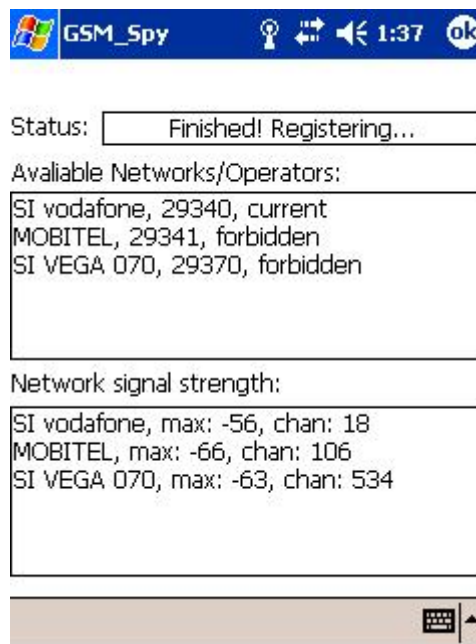 GSM_Spy 1:37 ok
Status: Finished! Registering...
Avaliable Networks/Operators:
SI vodafone, 29340, current
MOBITEL, 29341, forbidden
SI VEGA 070, 29370, forbidden
Network signal strength:
SI vodafone, max: -56, chan: 18
MOBITEL, max: -66, chan: 106
SI VEGA 070, max: -63, chan: 534